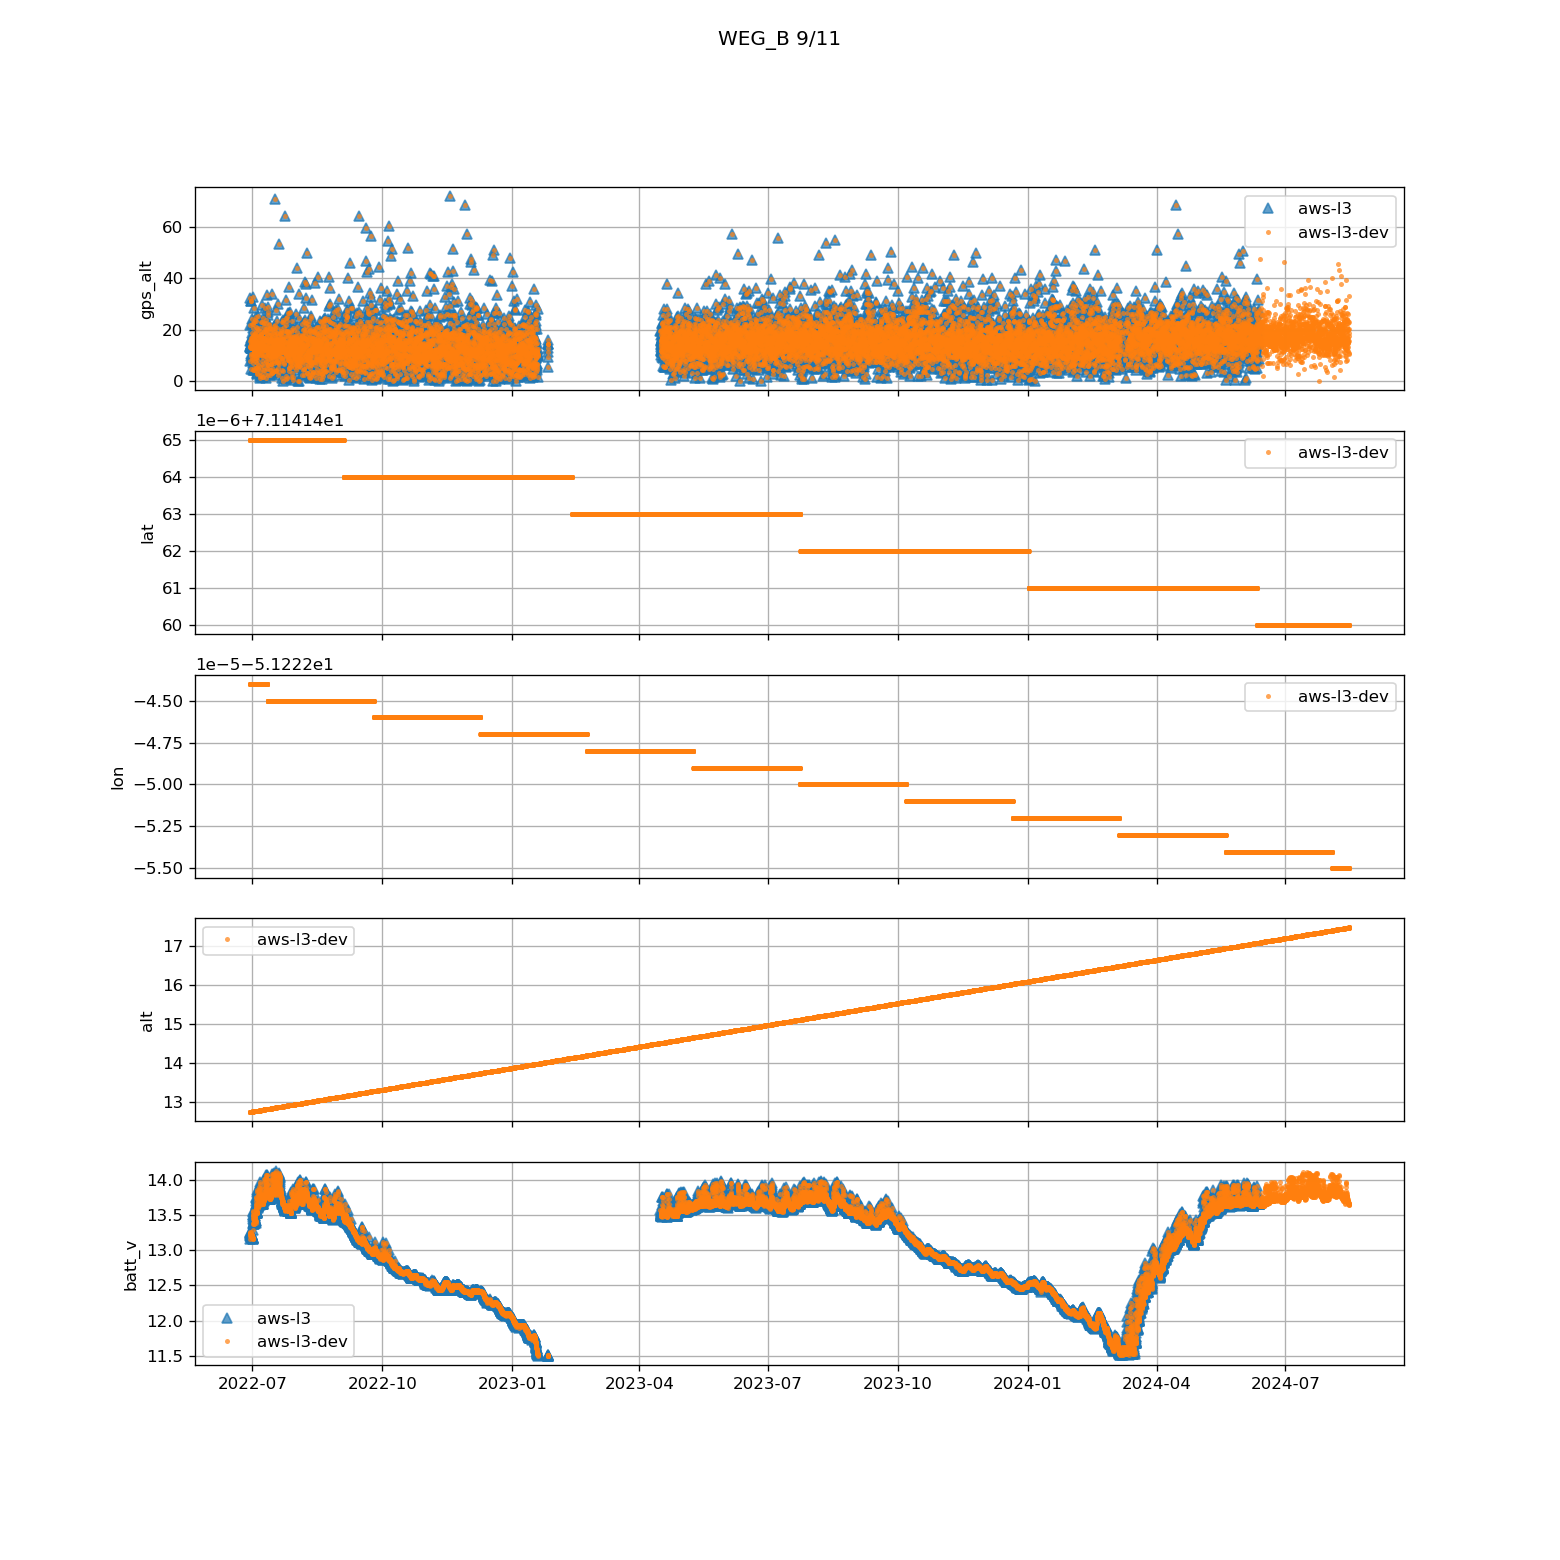 WEG_B 9/11
gps_alt
60
40
20
0
aws-l3
aws-l3-dev
1e−6+7.11414e1
lat
65
64
63
62
61
60
aws-l3-dev
1e−5−5.1222e1
lon
−4.50
−4.75
−5.00
−5.25
−5.50
aws-l3-dev
alt
17
16
15
14
13
aws-l3-dev
batt_v
14.0
13.5
13.0
12.5
12.0
11.5
aws-l3
aws-l3-dev
2022-07 2022-10 2023-01 2023-04 2023-07 2023-10 2024-01 2024-04 2024-07